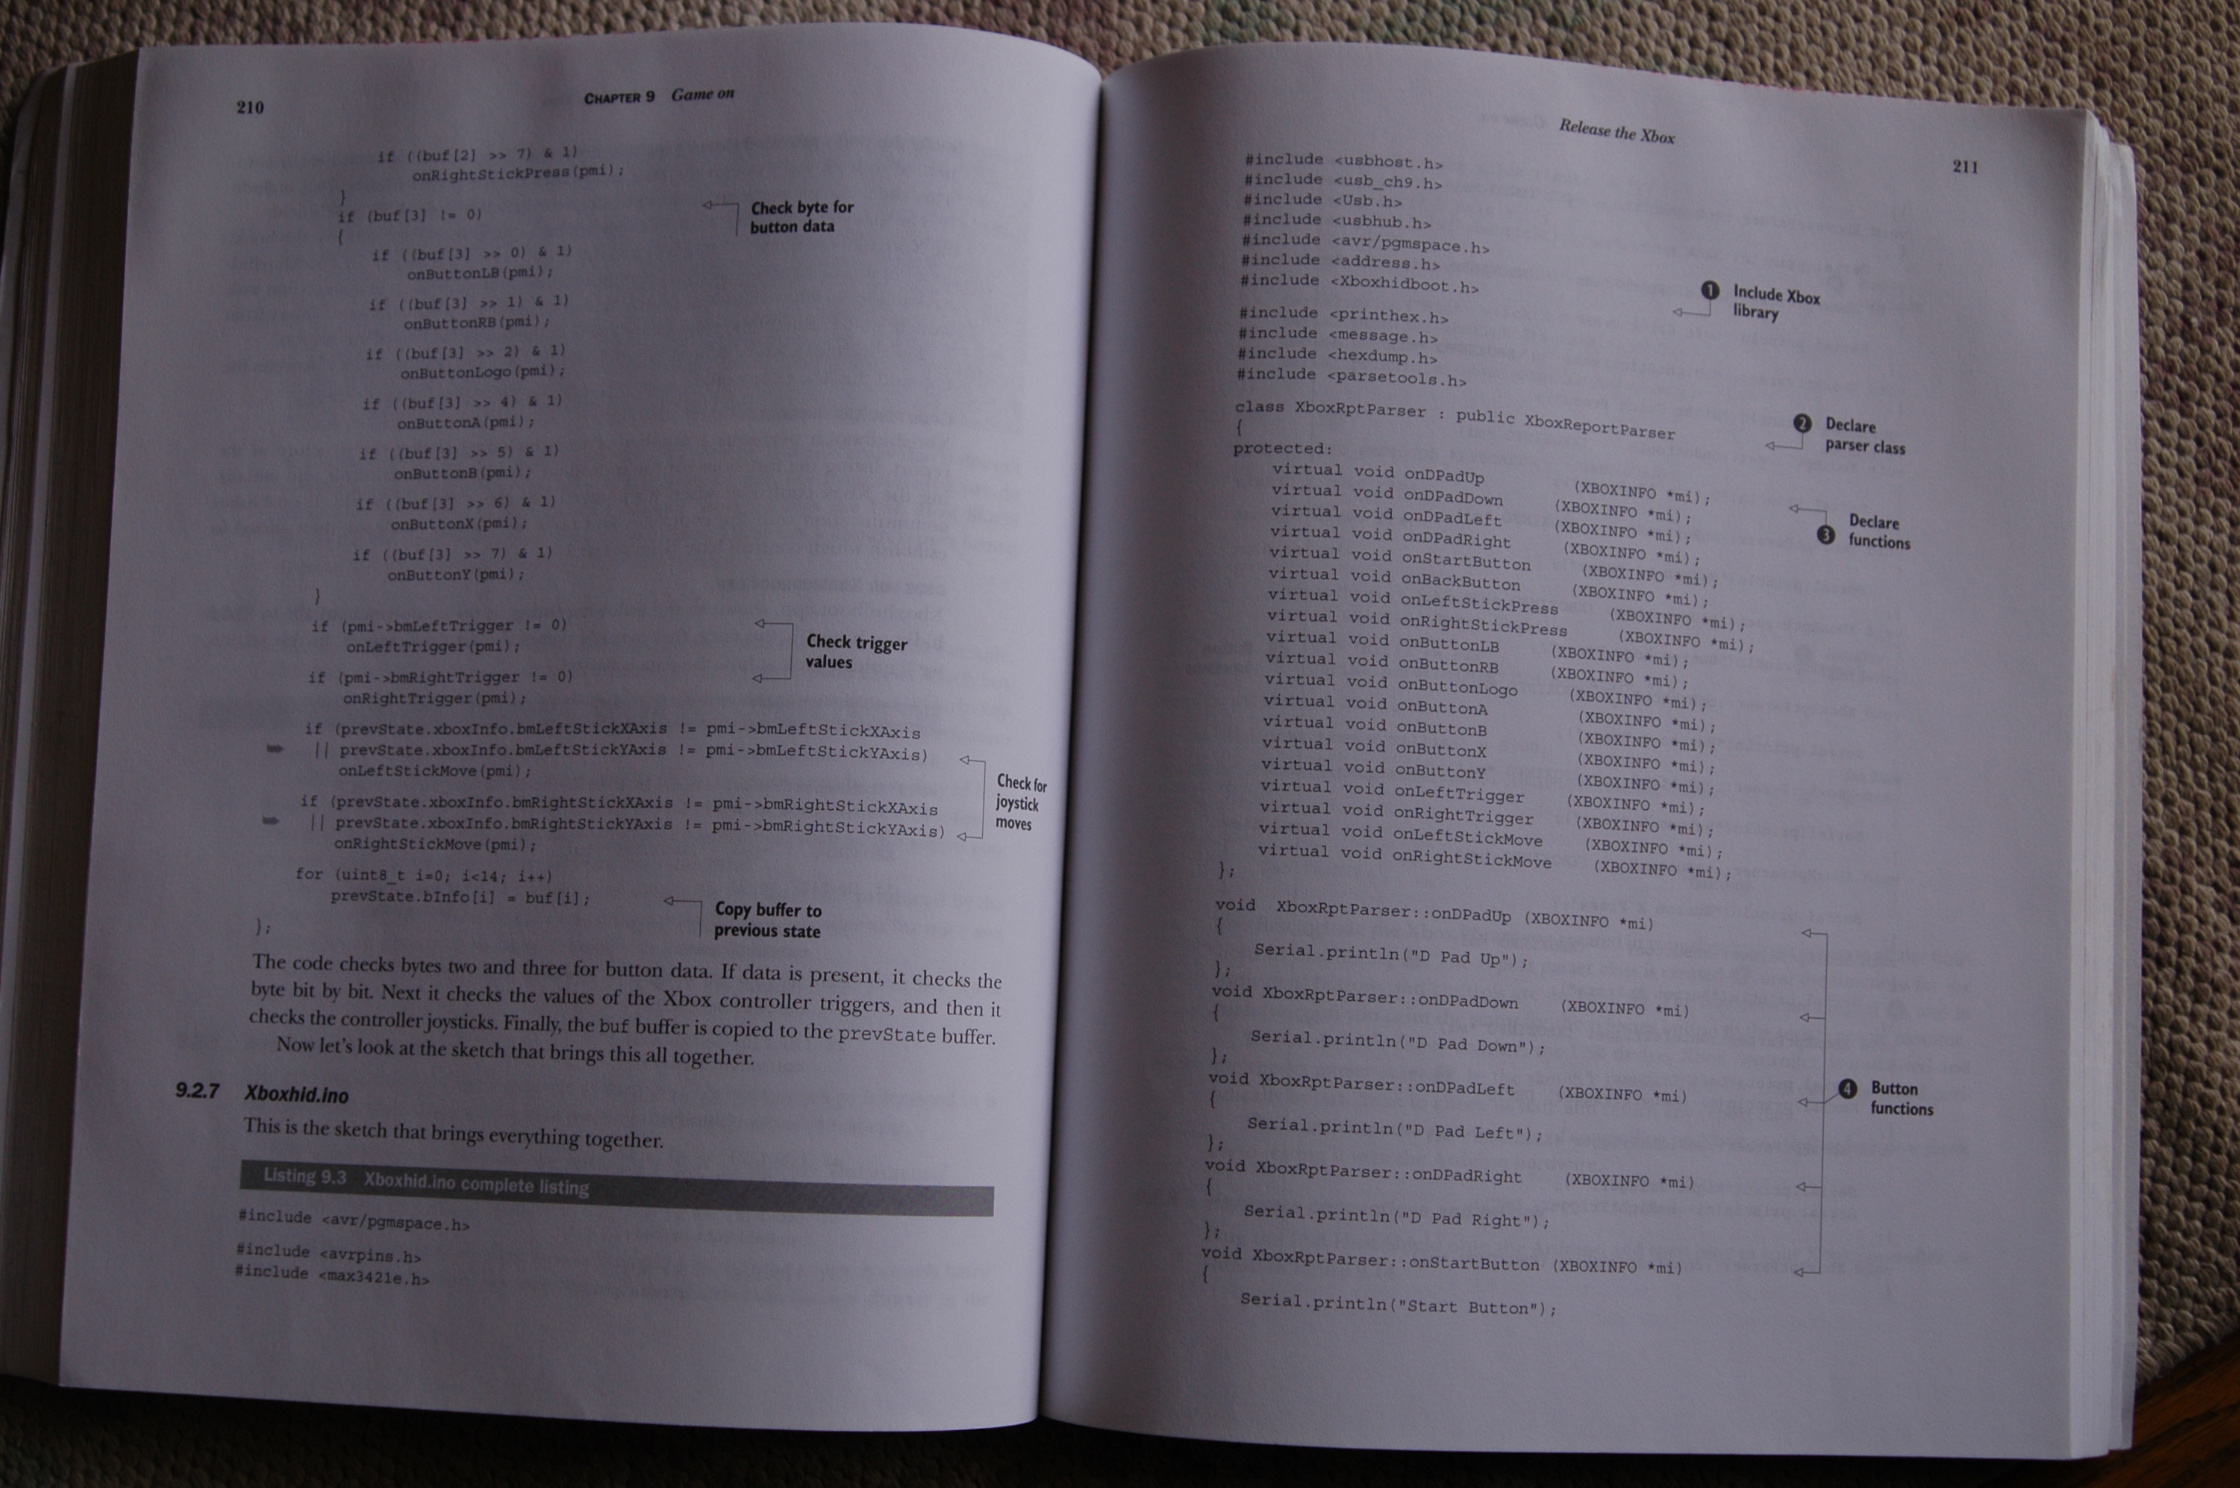 210
CHAPTER 9 Game on
if ((buf[2] >> 7) & 1)
onRightStickPress(pmi);
}
if (buf[3] != 0)
{
Check byte for
button data
if ((buf[3] >> 0) & 1)
onButtonLB(pmi);
if ((buf[3] >> 1) & 1)
onButtonRB(pmi);
if ((buf[3] >> 2) & 1)
onButtonLogo(pmi);
if ((buf[3] >> 4) & 1)
onButtonA(pmi);
if ((buf[3] >> 5) & 1)
onButtonB(pmi);
if ((buf[3] >> 6) & 1)
onButtonX(pmi);
if ((buf[3] >> 7) & 1)
onButtonY(pmi);
}
if (pmi->bmLeftTrigger != 0)
onLeftTrigger(pmi);
if (pmi->bmRightTrigger != 0)
onRightTrigger(pmi);
Check trigger
values
if (prevState.xboxInfo.bmLeftStickXAxis != pmi->bmLeftStickXAxis
|| prevState.xboxInfo.bmLeftStickYAxis != pmi->bmLeftStickYAxis)
onLeftStickMove(pmi);
if (prevState.xboxInfo.bmRightStickXAxis != pmi->bmRightStickXAxis
|| prevState.xboxInfo.bmRightStickYAxis != pmi->bmRightStickYAxis)
onRightStickMove(pmi);
Check for
joystick
moves
for (uint8_t i=0; i<14; i++)
prevState.bInfo[i] = buf[i];
};
Copy buffer to
previous state
The code checks bytes two and three for button data. If data is present, it checks the
byte bit by bit. Next it checks the values of the Xbox controller triggers, and then it
checks the controller joysticks. Finally, the buf buffer is copied to the prevState buffer.
Now let's look at the sketch that brings this all together.
9.2.7 Xboxhid.ino
This is the sketch that brings everything together.
Listing 9.3 Xboxhid.ino complete listing
#include <avr/pgmspace.h>
#include <avrpins.h>
#include <max3421e.h>
Release the Xbox
211
#include <usbhost.h>
#include <usb_ch9.h>
#include <Usb.h>
#include <usbhub.h>
#include <avr/pgmspace.h>
#include <address.h>
#include <Xboxhidboot.h>
1 Include Xbox
library
#include <printhex.h>
#include <message.h>
#include <hexdump.h>
#include <parsetools.h>
class XboxRptParser : public XboxReportParser
{
protected:
2 Declare
parser class
virtual void onDPadUp (XBOXINFO *mi);
virtual void onDPadDown (XBOXINFO *mi);
virtual void onDPadLeft (XBOXINFO *mi);
virtual void onDPadRight (XBOXINFO *mi);
virtual void onStartButton (XBOXINFO *mi);
virtual void onBackButton (XBOXINFO *mi);
virtual void onLeftStickPress (XBOXINFO *mi);
virtual void onRightStickPress (XBOXINFO *mi);
virtual void onButtonLB (XBOXINFO *mi);
virtual void onButtonRB (XBOXINFO *mi);
virtual void onButtonLogo (XBOXINFO *mi);
virtual void onButtonA (XBOXINFO *mi);
virtual void onButtonB (XBOXINFO *mi);
virtual void onButtonX (XBOXINFO *mi);
virtual void onButtonY (XBOXINFO *mi);
virtual void onLeftTrigger (XBOXINFO *mi);
virtual void onRightTrigger (XBOXINFO *mi);
virtual void onLeftStickMove (XBOXINFO *mi);
virtual void onRightStickMove (XBOXINFO *mi);
};
3 Declare
functions
void XboxRptParser::onDPadUp (XBOXINFO *mi)
{
Serial.println("D Pad Up");
};
void XboxRptParser::onDPadDown (XBOXINFO *mi)
{
Serial.println("D Pad Down");
};
void XboxRptParser::onDPadLeft (XBOXINFO *mi)
{
Serial.println("D Pad Left");
};
void XboxRptParser::onDPadRight (XBOXINFO *mi)
{
Serial.println("D Pad Right");
};
void XboxRptParser::onStartButton (XBOXINFO *mi)
{
Serial.println("Start Button");
4 Button
functions